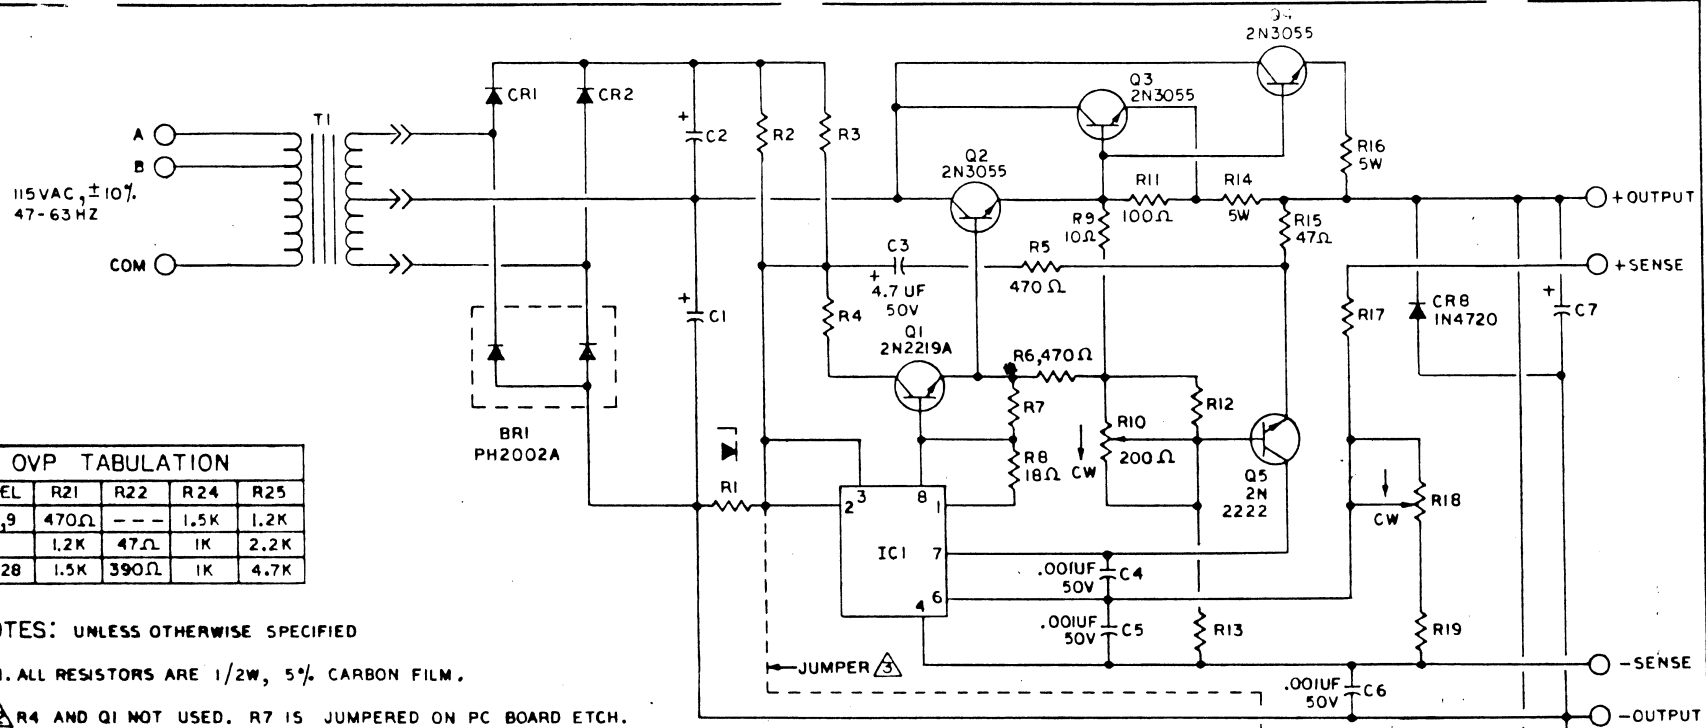 Q4
2N3055
Q3
2N3055
CR1
CR2
T1
A
B
115VAC, ±10%
47-63HZ
COM
C2
+
R2
R3
Q2
2N3055
R11
100Ω
R14
5W
R16
5W
+OUTPUT
R9
10Ω
R15
47Ω
C3
+
4.7UF
50V
R5
470Ω
+SENSE
+
C1
R4
Q1
2N2219A
R6,470Ω
R17
CR8
1N4720
+
C7
R7
R12
R10
200Ω
CW
R8
18Ω
Q5
2N
2222
R18
CW
BR1
PH2002A
R1
2
3
8
1
IC1
7
6
4
.001UF
50V
C4
.001UF
50V
C5
R13
R19
JUMPER 3
-SENSE
.001UF
50V
C6
-OUTPUT
OVP TABULATION
EL R21 R22 R24 R25
,9 470Ω --- 1.5K 1.2K
1.2K 47Ω 1K 2.2K
28 1.5K 390Ω 1K 4.7K
OTES: UNLESS OTHERWISE SPECIFIED
1. ALL RESISTORS ARE 1/2W, 5% CARBON FILM.
R4 AND Q1 NOT USED. R7 IS JUMPERED ON PC BOARD ETCH.